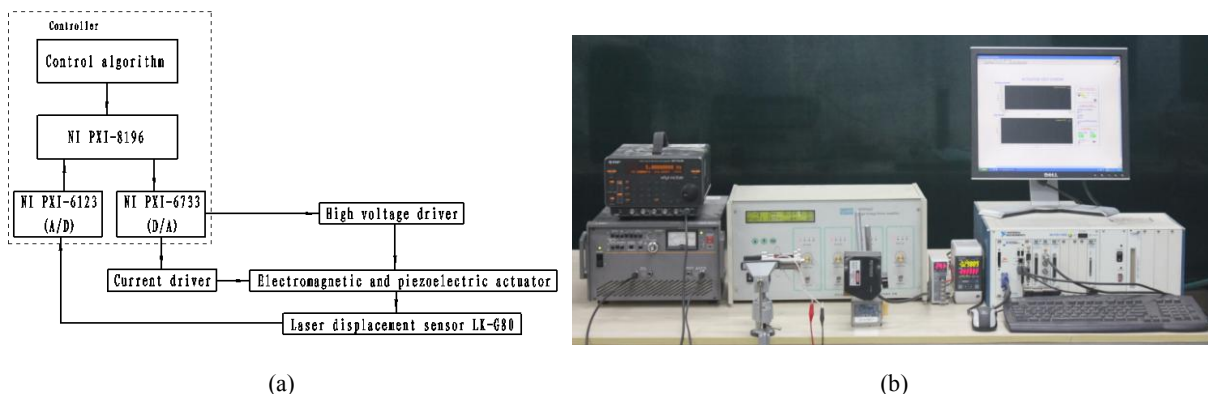 Controller
Control algorithm
NI PXI-8196
NI PXI-6123
(A/D)
NI PXI-6733
(D/A)
High voltage driver
Current driver
Electromagnetic and piezoelectric actuator
Laser displacement sensor LK-G80
DELL
(a)
(b)